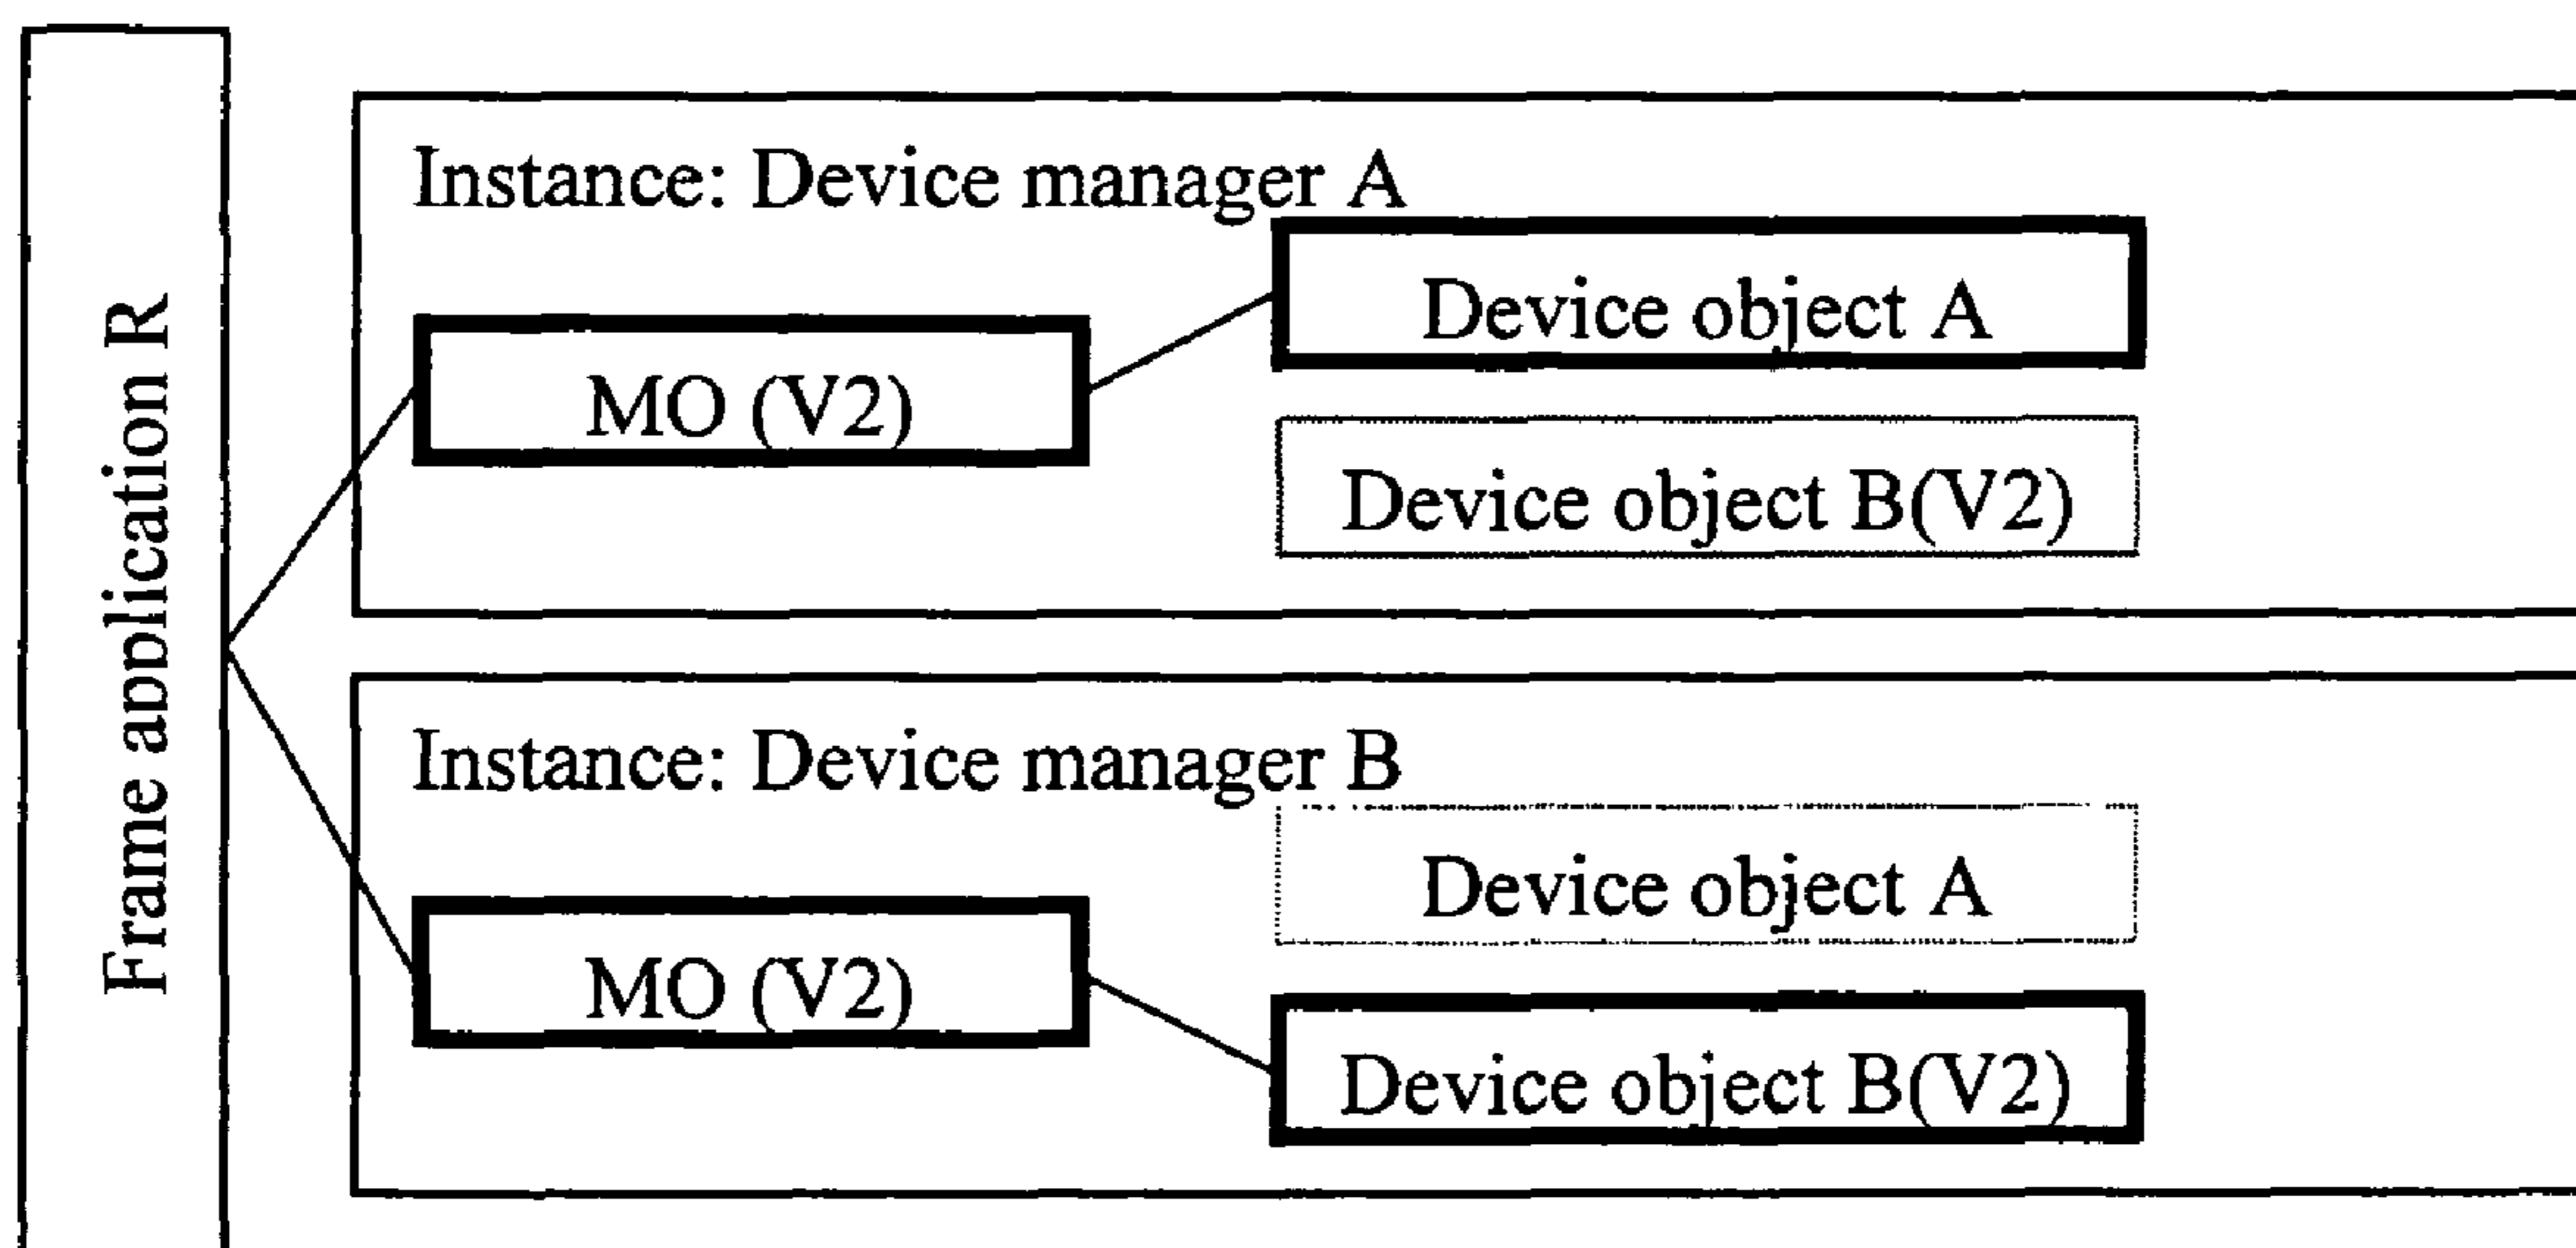 Frame application R
Instance: Device manager A
Device object A
MO (V2)
Device object B(V2)
Instance: Device manager B
Device object A
MO (V2)
Device object B(V2)